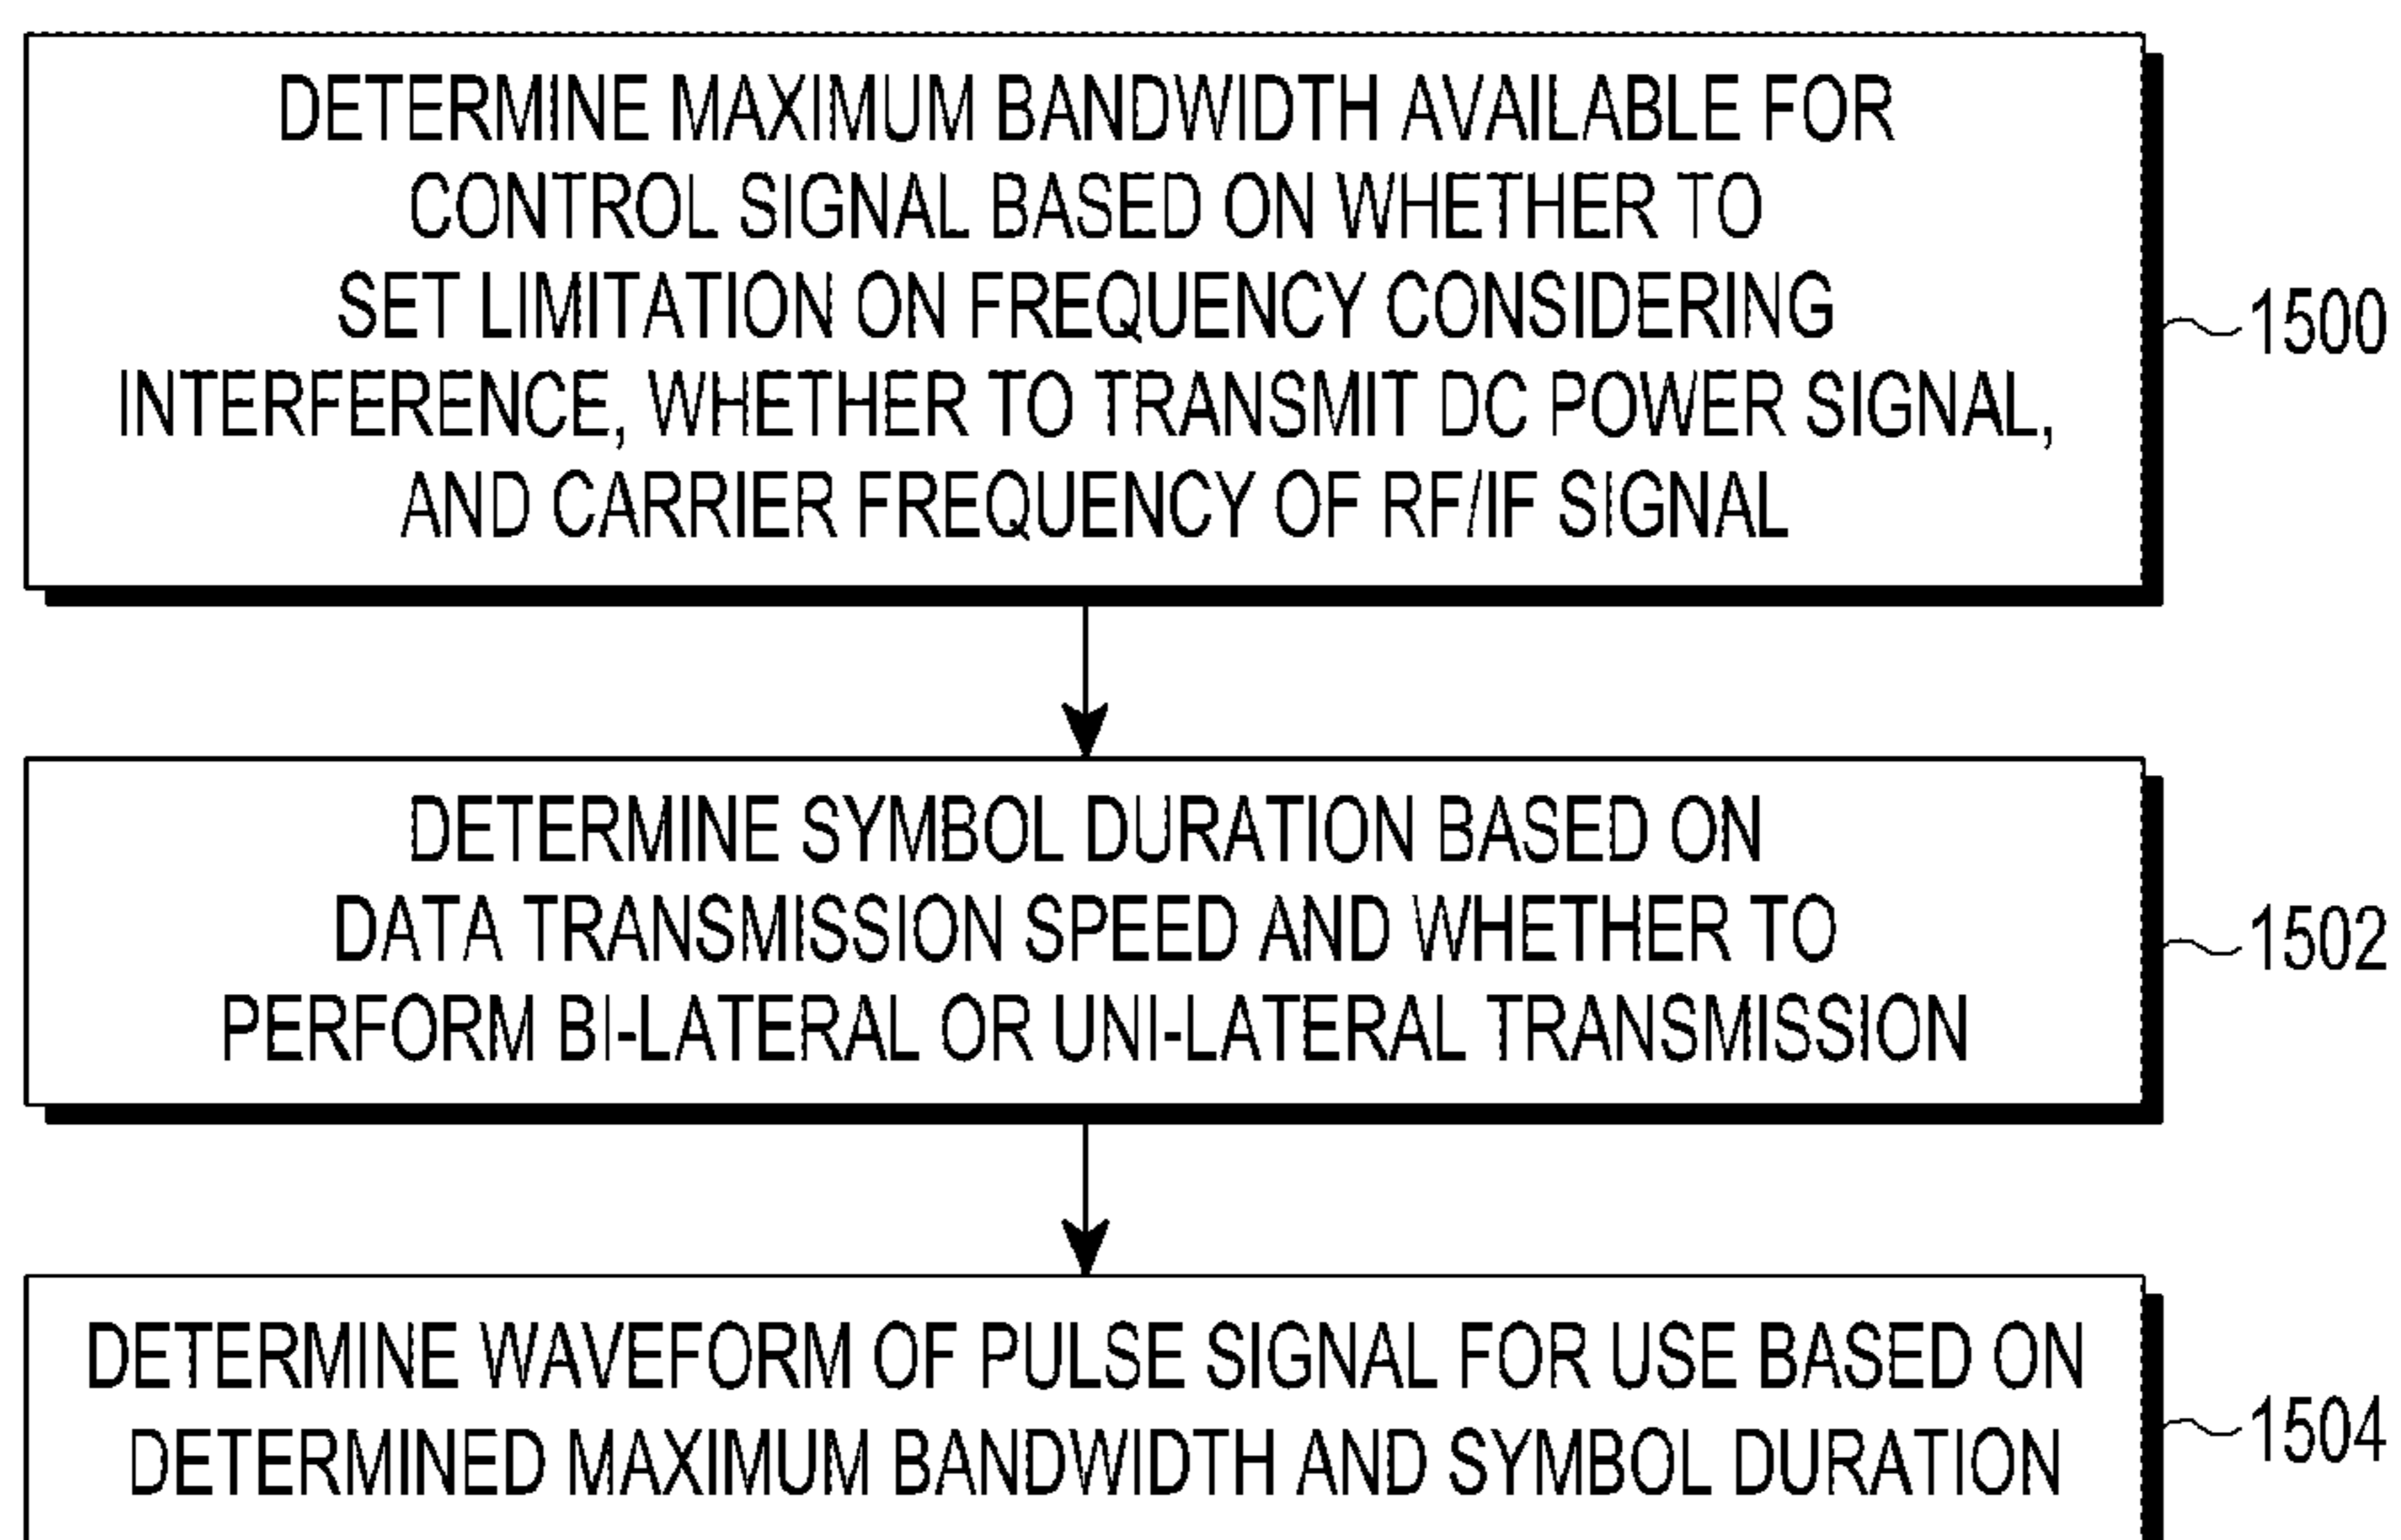 DETERMINE MAXIMUM BANDWIDTH AVAILABLE FOR
CONTROL SIGNAL BASED ON WHETHER TO
SET LIMITATION ON FREQUENCY CONSIDERING
INTERFERENCE, WHETHER TO TRANSMIT DC POWER SIGNAL,
AND CARRIER FREQUENCY OF RF/IF SIGNAL
1500
DETERMINE SYMBOL DURATION BASED ON
DATA TRANSMISSION SPEED AND WHETHER TO
PERFORM BI-LATERAL OR UNI-LATERAL TRANSMISSION
1502
DETERMINE WAVEFORM OF PULSE SIGNAL FOR USE BASED ON
DETERMINED MAXIMUM BANDWIDTH AND SYMBOL DURATION
1504